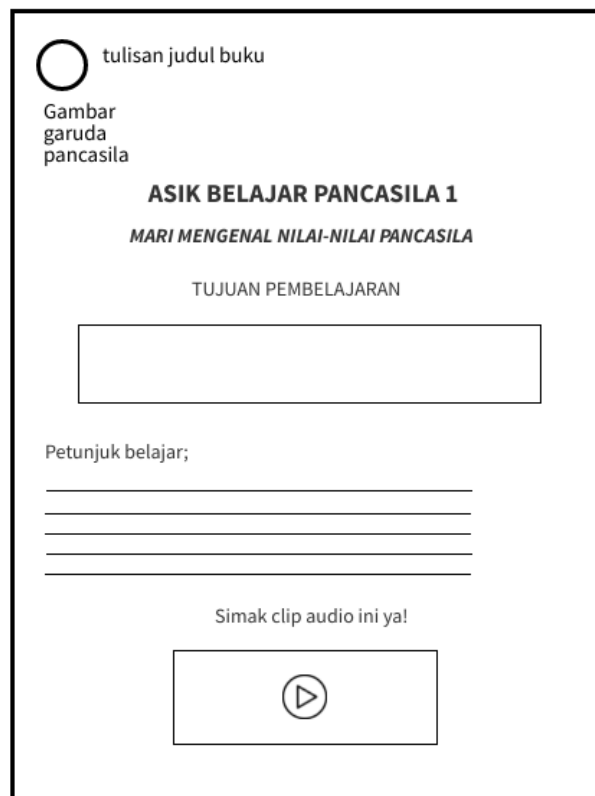 tulisan judul buku
Gambar
garuda
pancasila
ASIK BELAJAR PANCASILA 1
MARI MENGENAL NILAI-NILAI PANCASILA
TUJUAN PEMBELAJARAN
Petunjuk belajar;
Simak clip audio ini ya!